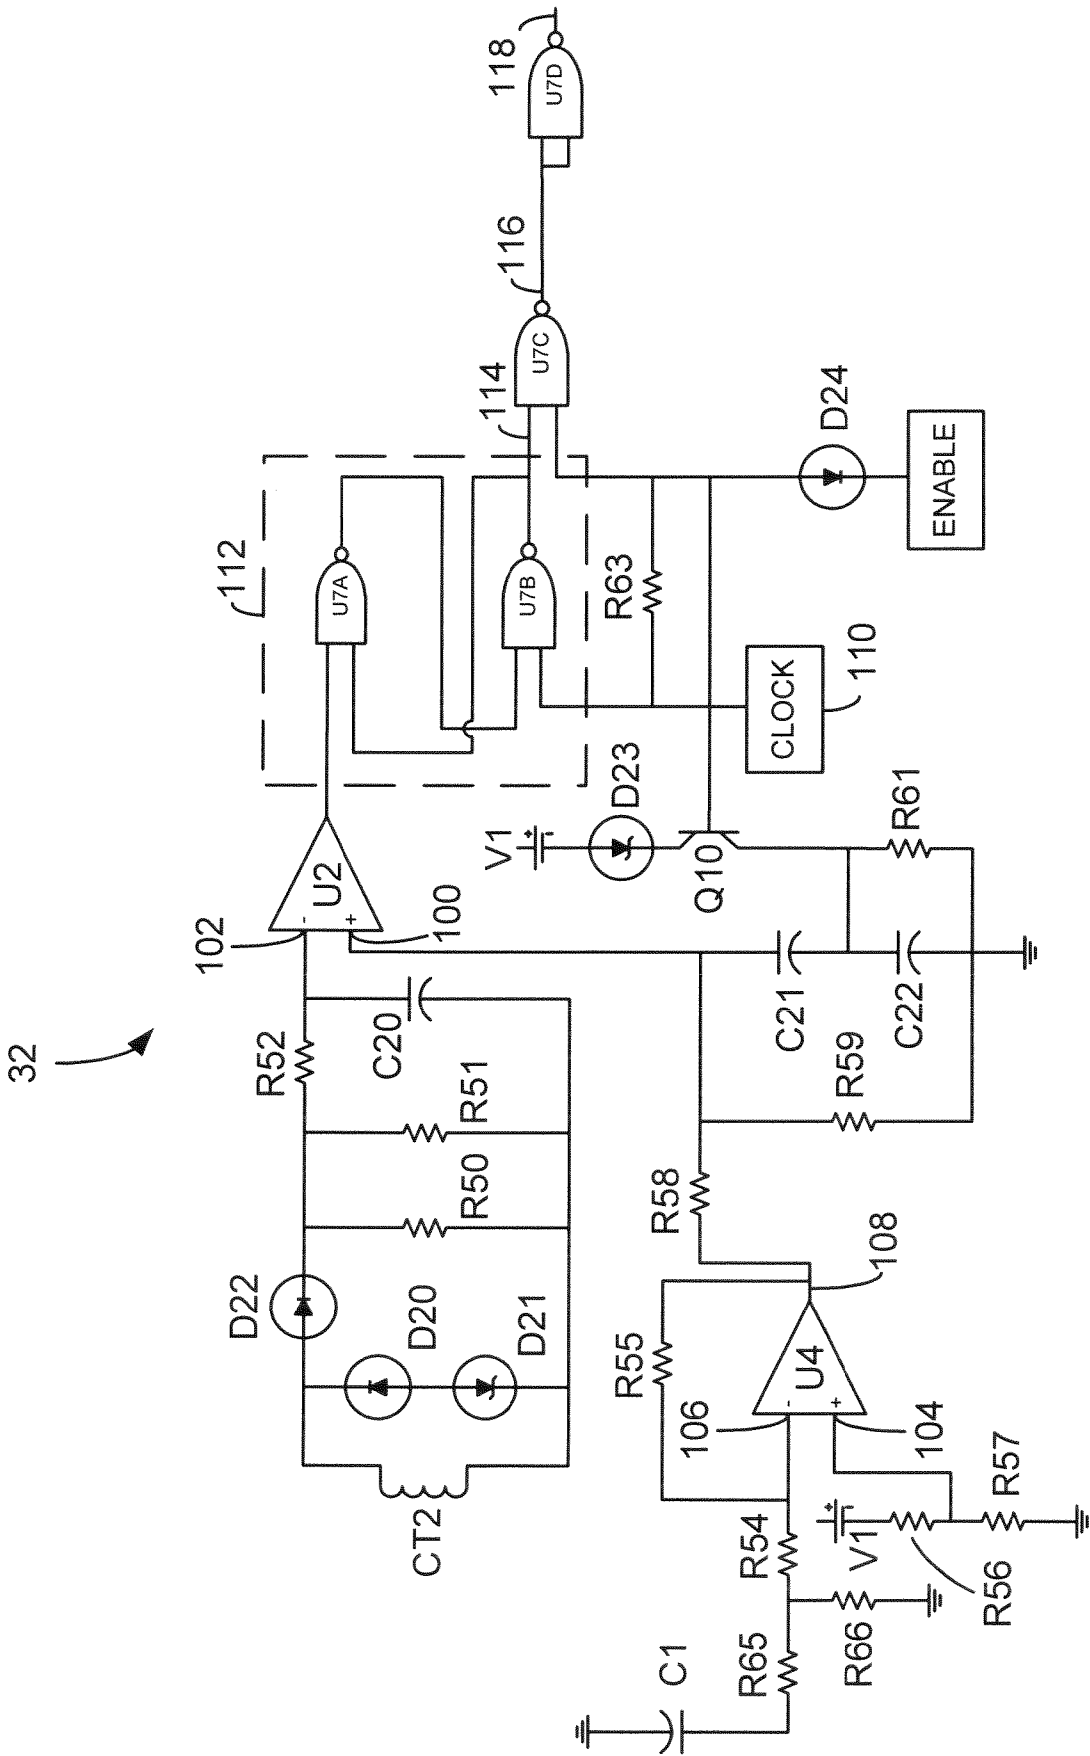 32
102
R52
C20
R51
R50
D22
D20
D21
CT2
U2
-
+
100
112
U7A
U7B
114
U7C
116
118
U7D
R63
CLOCK
110
ENABLE
D24
V1
+
-
D23
Q10
R61
C21
C22
R59
R58
108
R55
U4
-
+
106
104
R54
R65
R66
C1
V1
+
-
R56
R57